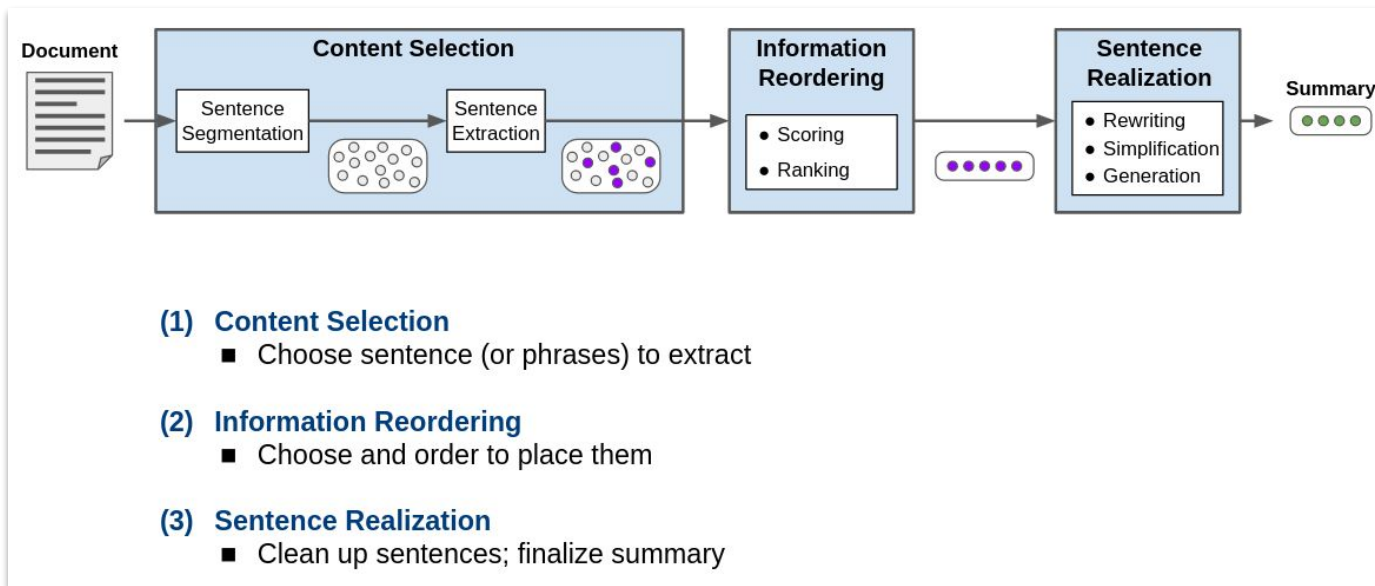 Document
Content Selection
Sentence
Segmentation
Sentence
Extraction
Information
Reordering
● Scoring
● Ranking
Sentence
Realization
● Rewriting
● Simplification
● Generation
Summary
(1) Content Selection
■ Choose sentence (or phrases) to extract
(2) Information Reordering
■ Choose and order to place them
(3) Sentence Realization
■ Clean up sentences; finalize summary